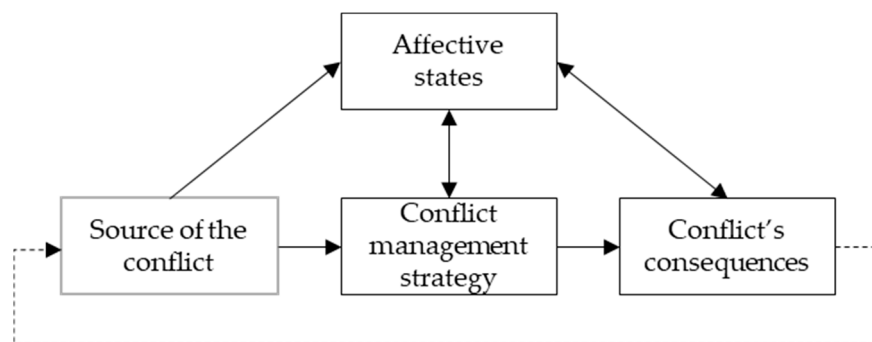 Affective
states
Source of the
conflict
Conflict
management
strategy
Conflict's
consequences